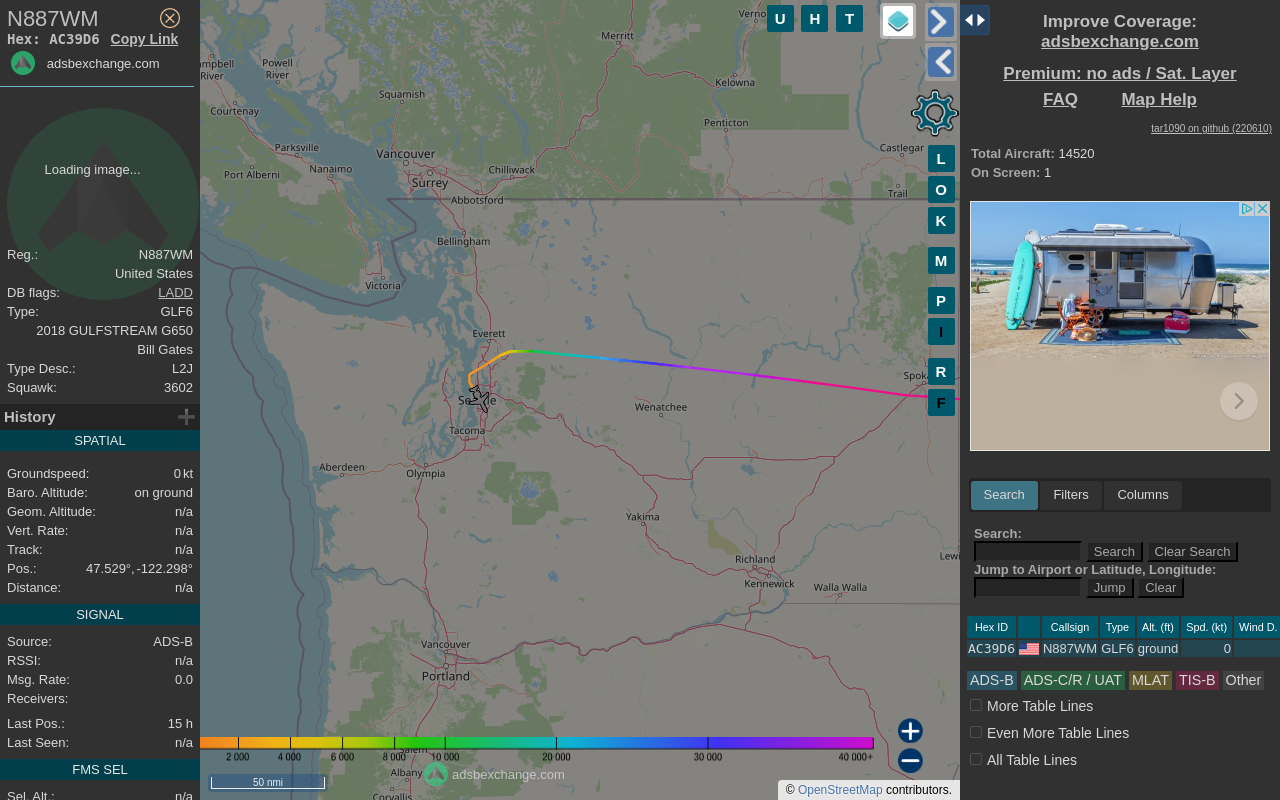 N887WM
Hex: AC39D6 Copy Link
adsbexchange.com
Loading image...
Reg.: N887WM
United States
DB flags: LADD
Type: GLF6
2018 GULFSTREAM G650
Bill Gates
Type Desc.: L2J
Squawk: 3602
History
SPATIAL
Groundspeed: 0 kt
Baro. Altitude: on ground
Geom. Altitude: n/a
Vert. Rate: n/a
Track: n/a
Pos.: 47.529°, -122.298°
Distance: n/a
SIGNAL
Source: ADS-B
RSSI: n/a
Msg. Rate: 0.0
Receivers:
Last Pos.: 15 h
Last Seen: n/a
FMS SEL
Sel. Alt.: n/a
Merritt
Powell River
River
Squamish
Kelowna
Courtenay
Penticton
Parksville
Vancouver
Castlegar
Nanaimo
Port Alberni
Chilliwack
Surrey
Trail
Abbotsford
Bellingham
Victoria
Everett
Wenatchee
Tacoma
Aberdeen
Olympia
Yakima
Richland
Kennewick
Walla Walla
Vancouver
Portland
Salem
Albany
Corvallis
U H T
L
O
K
M
P
I
R
F
2 000 4 000 6 000 8 000 10 000 20 000 30 000 40 000+
adsbexchange.com
50 nmi
© OpenStreetMap contributors.
Improve Coverage:
adsbexchange.com
Premium: no ads / Sat. Layer
FAQ Map Help
tar1090 on github (220610)
Total Aircraft: 14520
On Screen: 1
Search Filters Columns
Search:
Search Clear Search
Jump to Airport or Latitude, Longitude:
Jump Clear
Hex ID Callsign Type Alt. (ft) Spd. (kt) Wind D.
AC39D6 N887WM GLF6 ground 0
ADS-B ADS-C/R / UAT MLAT TIS-B Other
More Table Lines
Even More Table Lines
All Table Lines